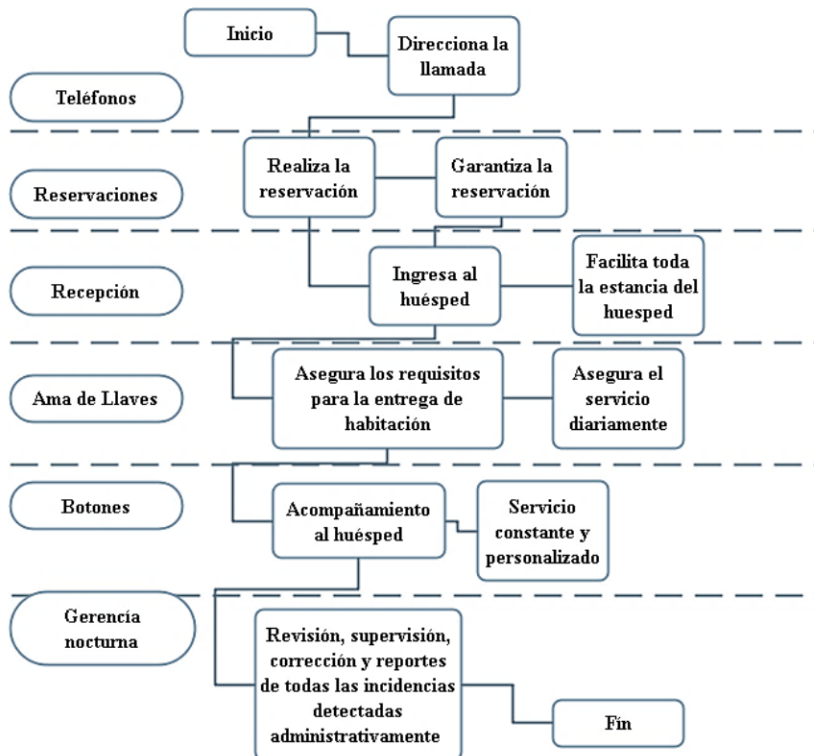 Inicio
Direcciona la
llamada
Teléfonos
Realiza la
reservación
Garantiza la
reservación
Reservaciones
Ingresa al
huésped
Facilita toda
la estancia del
huesped
Recepción
Asegura los requisitos
para la entrega de
habitación
Asegura el
servicio
diariamente
Ama de Llaves
Botones
Acompañamiento
al huésped
Servicio
constante y
personalizado
Gerencía
nocturna
Revisión, supervisión,
corrección y reportes
de todas las incidencias
detectadas
administrativamente
Fín